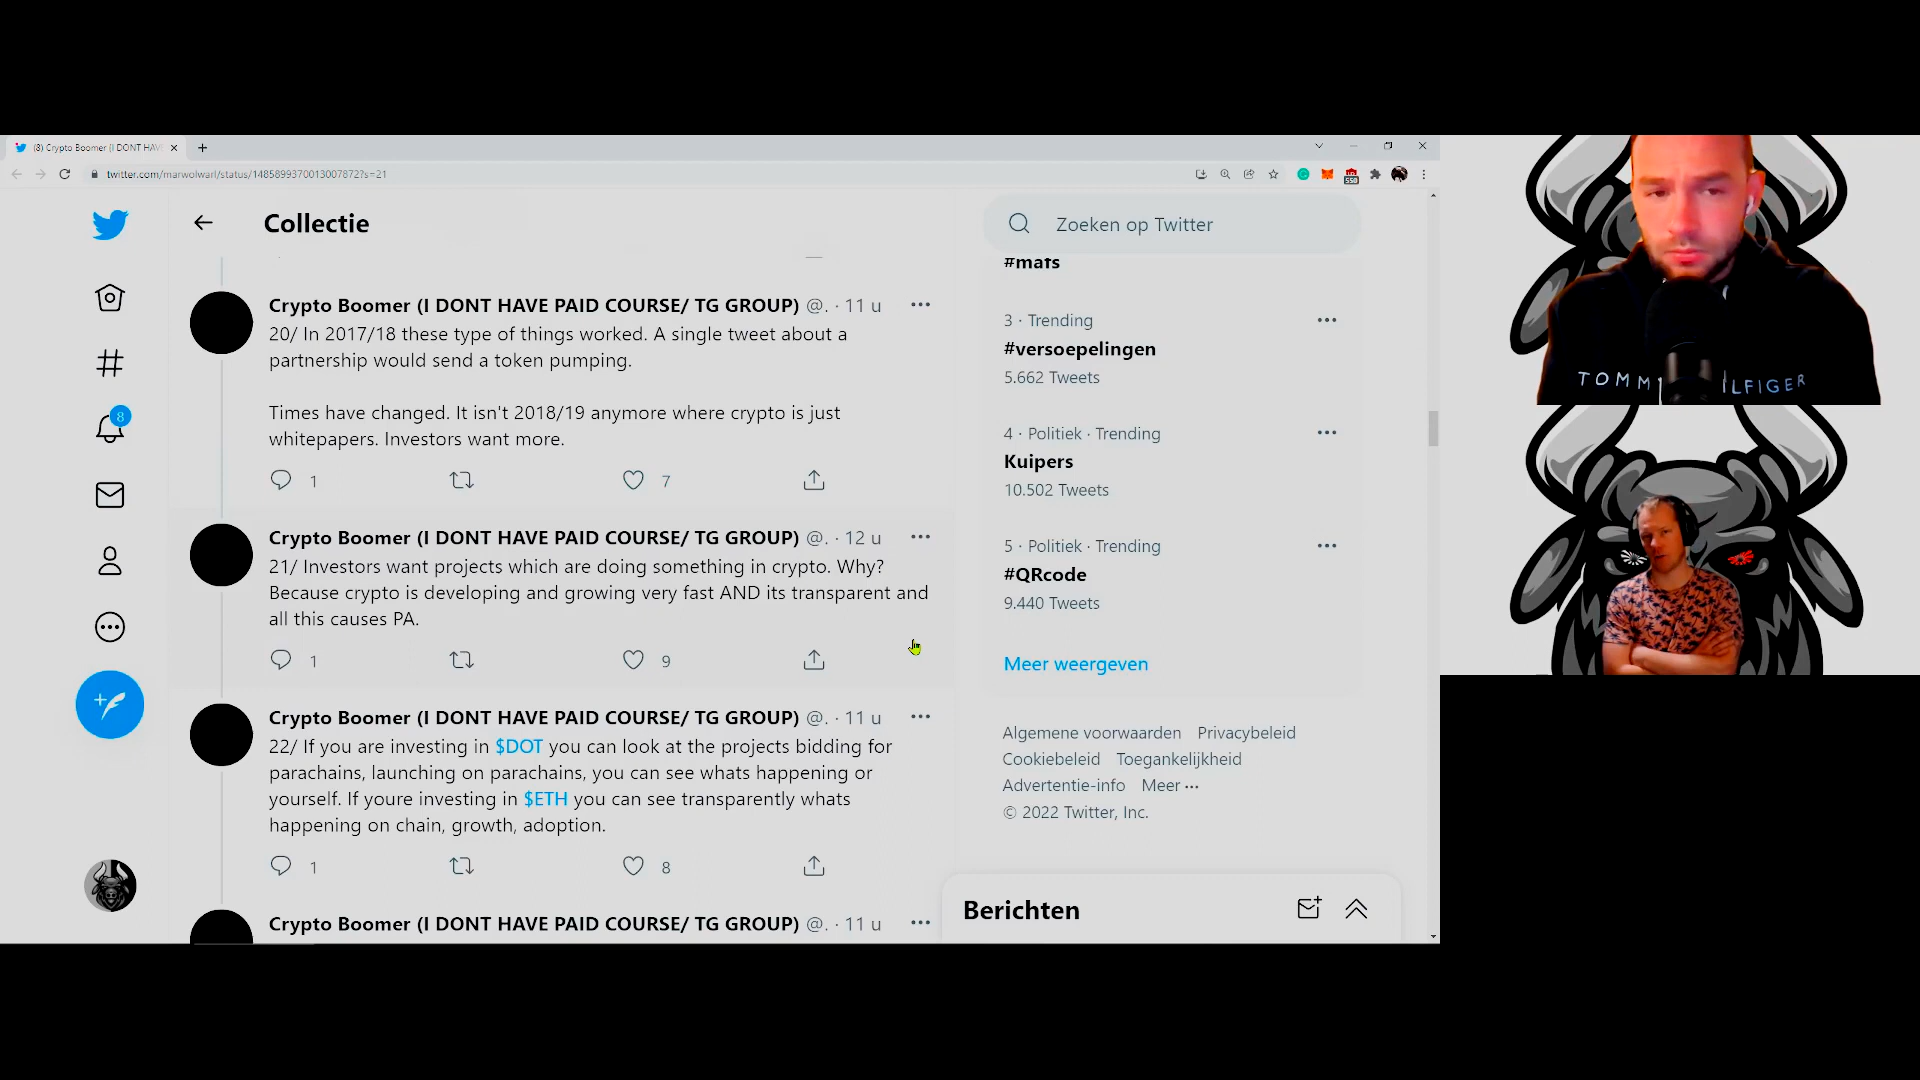 (8) Crypto Boomer (I DONT HAV
twitter.com/marwolwarl/status/1485899370013007872?s=21
550
Collectie
Zoeken op Twitter
#mafs
Crypto Boomer (I DONT HAVE PAID COURSE/ TG GROUP) @. · 11 u
20/ In 2017/18 these type of things worked. A single tweet about a
partnership would send a token pumping.
Times have changed. It isn't 2018/19 anymore where crypto is just
whitepapers. Investors want more.
1 7
3 · Trending
#versoepelingen
5.662 Tweets
4 · Politiek · Trending
Kuipers
10.502 Tweets
8
Crypto Boomer (I DONT HAVE PAID COURSE/ TG GROUP) @. · 12 u
21/ Investors want projects which are doing something in crypto. Why?
Because crypto is developing and growing very fast AND its transparent and
all this causes PA.
1 9
5 · Politiek · Trending
#QRcode
9.440 Tweets
Meer weergeven
Crypto Boomer (I DONT HAVE PAID COURSE/ TG GROUP) @. · 11 u
22/ If you are investing in $DOT you can look at the projects bidding for
parachains, launching on parachains, you can see whats happening or
yourself. If youre investing in $ETH you can see transparently whats
happening on chain, growth, adoption.
1 8
Algemene voorwaarden Privacybeleid
Cookiebeleid Toegankelijkheid
Advertentie-info Meer ···
© 2022 Twitter, Inc.
Crypto Boomer (I DONT HAVE PAID COURSE/ TG GROUP) @. · 11 u
Berichten
TOMM ILFIGER